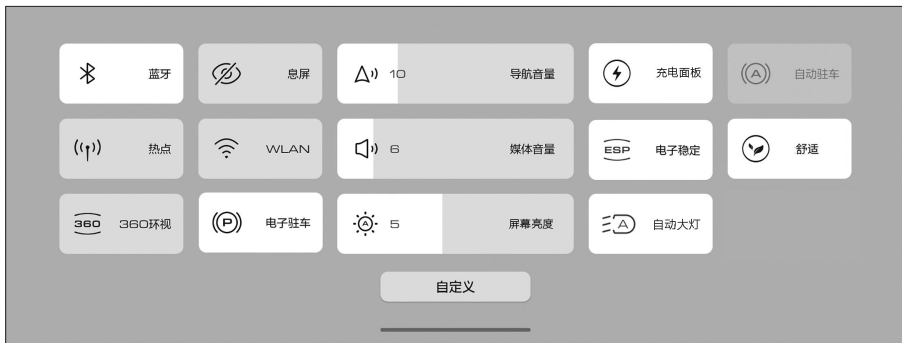 蓝牙
息屏
10 导航音量
充电面板
A 自动驻车
热点
WLAN
6 媒体音量
ESP 电子稳定
舒适
360 360环视
P 电子驻车
A 5 屏幕亮度
A 自动大灯
自定义